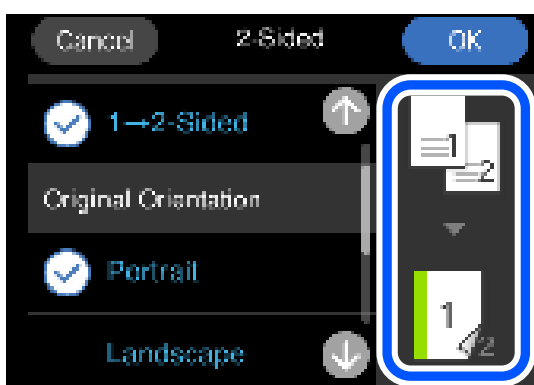 Cancel 2-Sided OK
1→2-Sided
Original Orientation
Portrait
Landscape
1
2
1
2